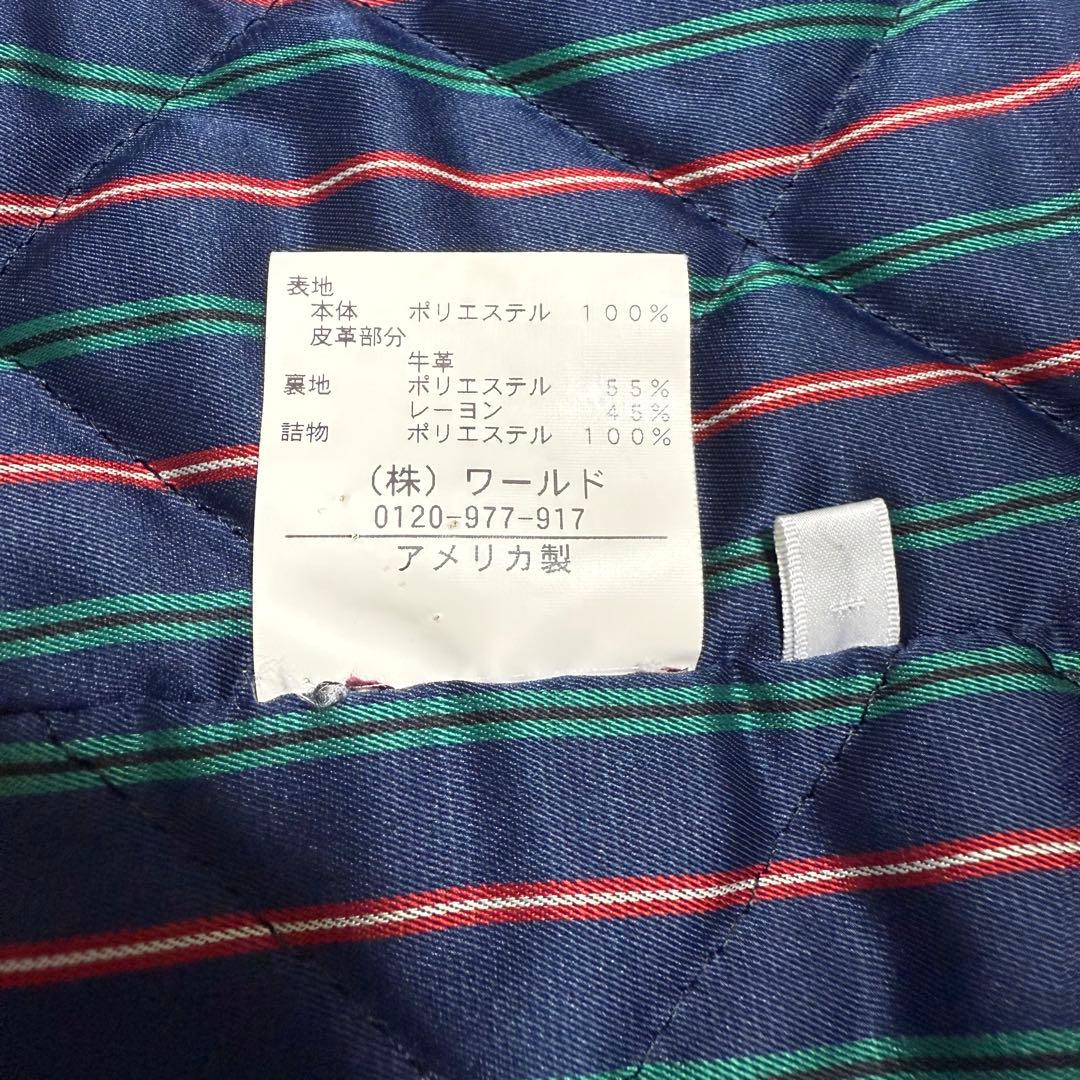 表地
本体 ポリエステル 100%
皮革部分
牛革
裏地 ポリエステル 55%
レーヨン 45%
詰物 ポリエステル 100%
(株)ワールド
0120-977-917
アメリカ製